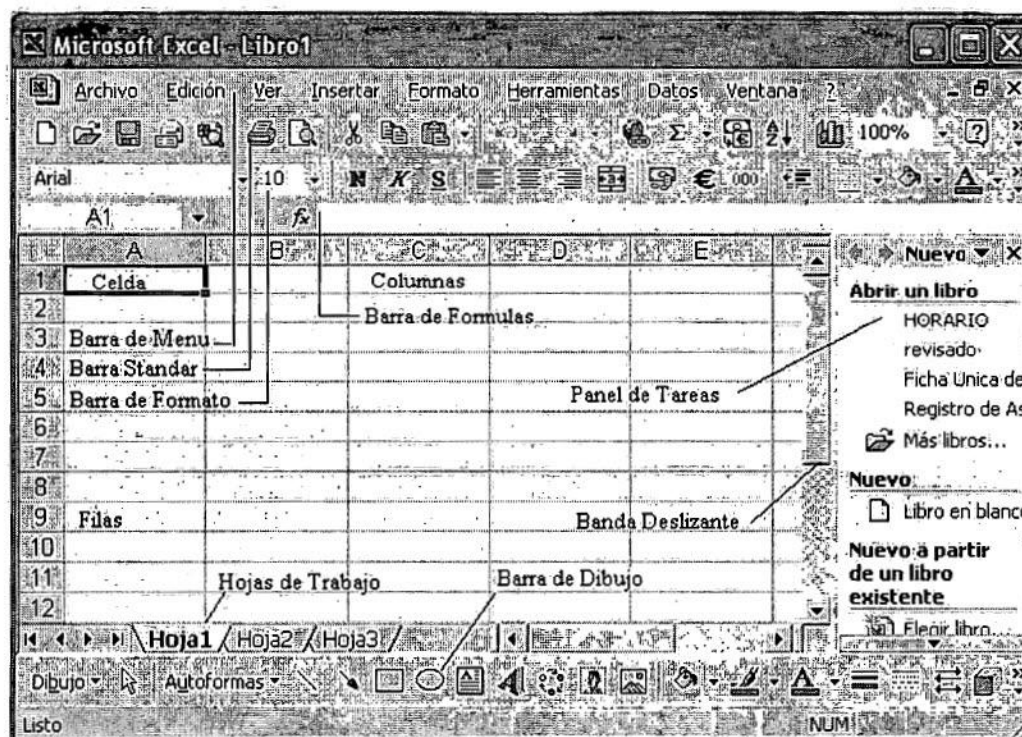 Microsoft Excel - Libro1
Archivo Edición Ver Insertar Formato Herramientas Datos Ventana ?
100%
Arial 10 N K S € 000
A1 fx
A B C D E Nuevo
1 Celda Columnas
Abrir un libro
2 Barra de Formulas HORARIO
3 Barra de Menu revisado
4 Barra Standar Ficha Unica de
5 Barra de Formato Panel de Tareas Registro de As
6 Más libros...
7
8 Nuevo
9 Filas Banda Deslizante Libro en blanco
10 Nuevo a partir
11 Hojas de Trabajo Barra de Dibujo de un libro
12 existente
Hoja1 Hoja2 Hoja3 Elegir libro...
Dibujo Autoformas
Listo NUM